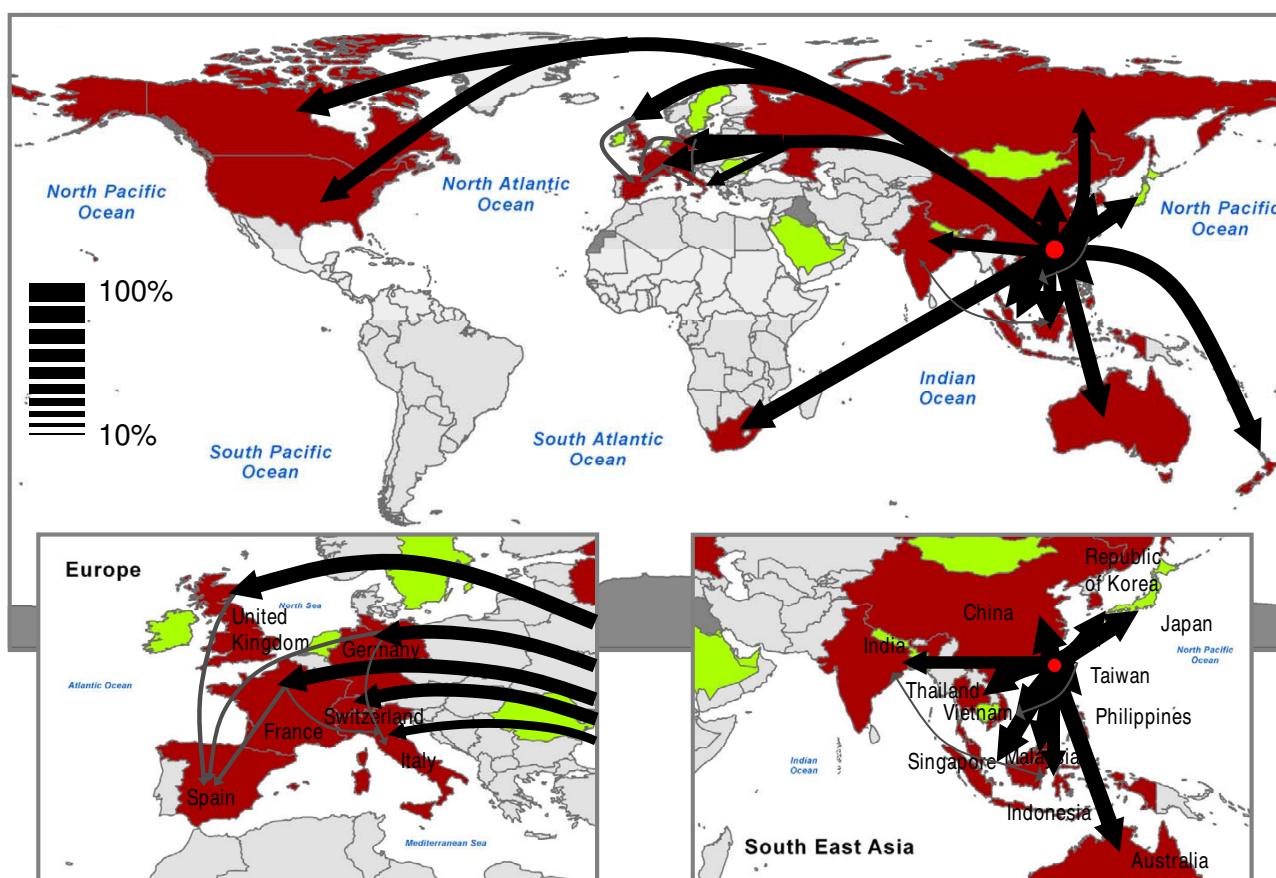 North Pacific
Ocean
North Atlantic
Ocean
North Pacific
Ocean
100%
10%
Indian
Ocean
South Pacific
Ocean
South Atlantic
Ocean
Europe
North Sea
United
Kingdom
Germany
Atlantic Ocean
Switzerland
France
Italy
Spain
Mediterranean Sea
Republic
of Korea
China
Japan
India
North Pacific
Ocean
Taiwan
Thailand
Vietnam
Philippines
Singapore
Malaysia
Indian
Ocean
Indonesia
South East Asia
Australia